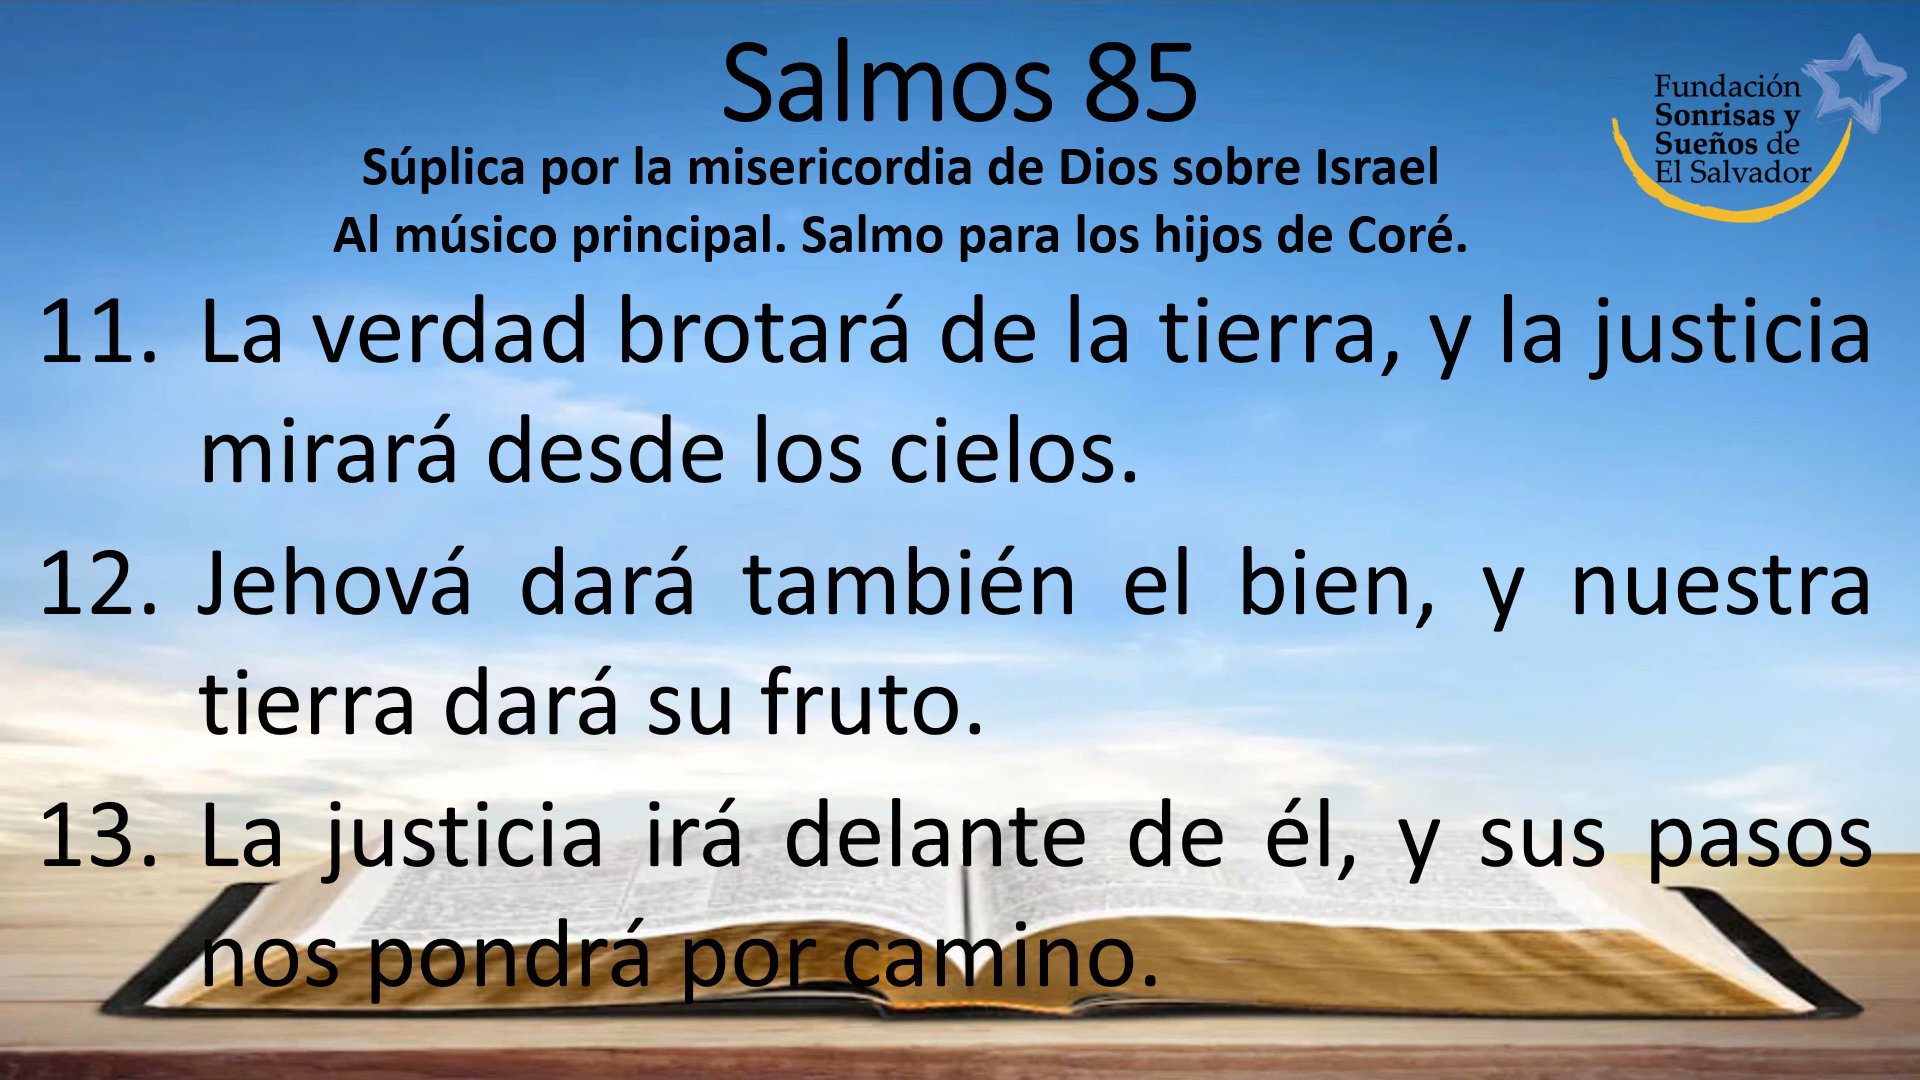 Salmos 85
Súplica por la misericordia de Dios sobre Israel
Al músico principal. Salmo para los hijos de Coré.
Fundación
Sonrisas y
Sueños de
El Salvador
11. La verdad brotará de la tierra, y la justicia
mirará desde los cielos.
12. Jehová dará también el bien, y nuestra
tierra dará su fruto.
13. La justicia irá delante de él, y sus pasos
nos pondrá por camino.